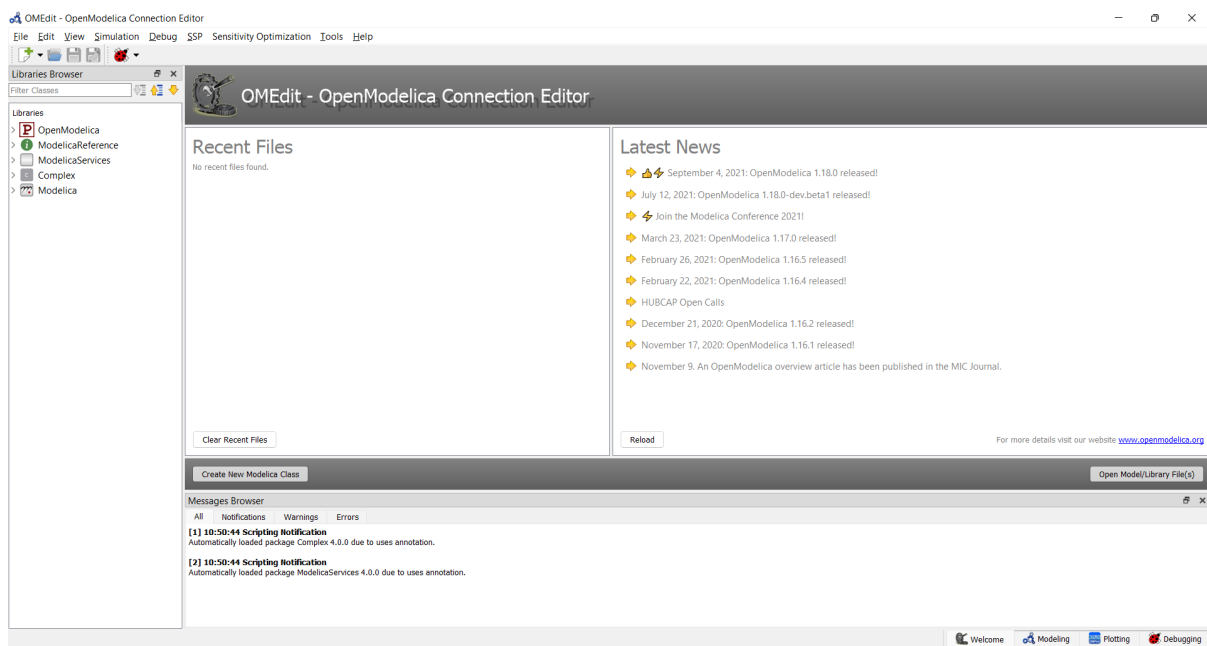 OMEdit - OpenModelica Connection Editor
File Edit View Simulation Debug SSP Sensitivity Optimization Tools Help
Libraries Browser
Filter Classes
Libraries
OpenModelica
ModelicaReference
ModelicaServices
Complex
Modelica
OMEdit - OpenModelica Connection Editor
Recent Files
No recent files found.
Clear Recent Files
Latest News
September 4, 2021: OpenModelica 1.18.0 released!
July 12, 2021: OpenModelica 1.18.0-dev.beta1 released!
Join the Modelica Conference 2021!
March 23, 2021: OpenModelica 1.17.0 released!
February 26, 2021: OpenModelica 1.16.5 released!
February 22, 2021: OpenModelica 1.16.4 released!
HUBCAP Open Calls
December 21, 2020: OpenModelica 1.16.2 released!
November 17, 2020: OpenModelica 1.16.1 released!
November 9. An OpenModelica overview article has been published in the MIC Journal.
Reload
For more details visit our website www.openmodelica.org
Create New Modelica Class
Open Model/Library File(s)
Messages Browser
All Notifications Warnings Errors
[1] 10:50:44 Scripting Notification
Automatically loaded package Complex 4.0.0 due to uses annotation.
[2] 10:50:44 Scripting Notification
Automatically loaded package ModelicaServices 4.0.0 due to uses annotation.
Welcome Modeling Plotting Debugging